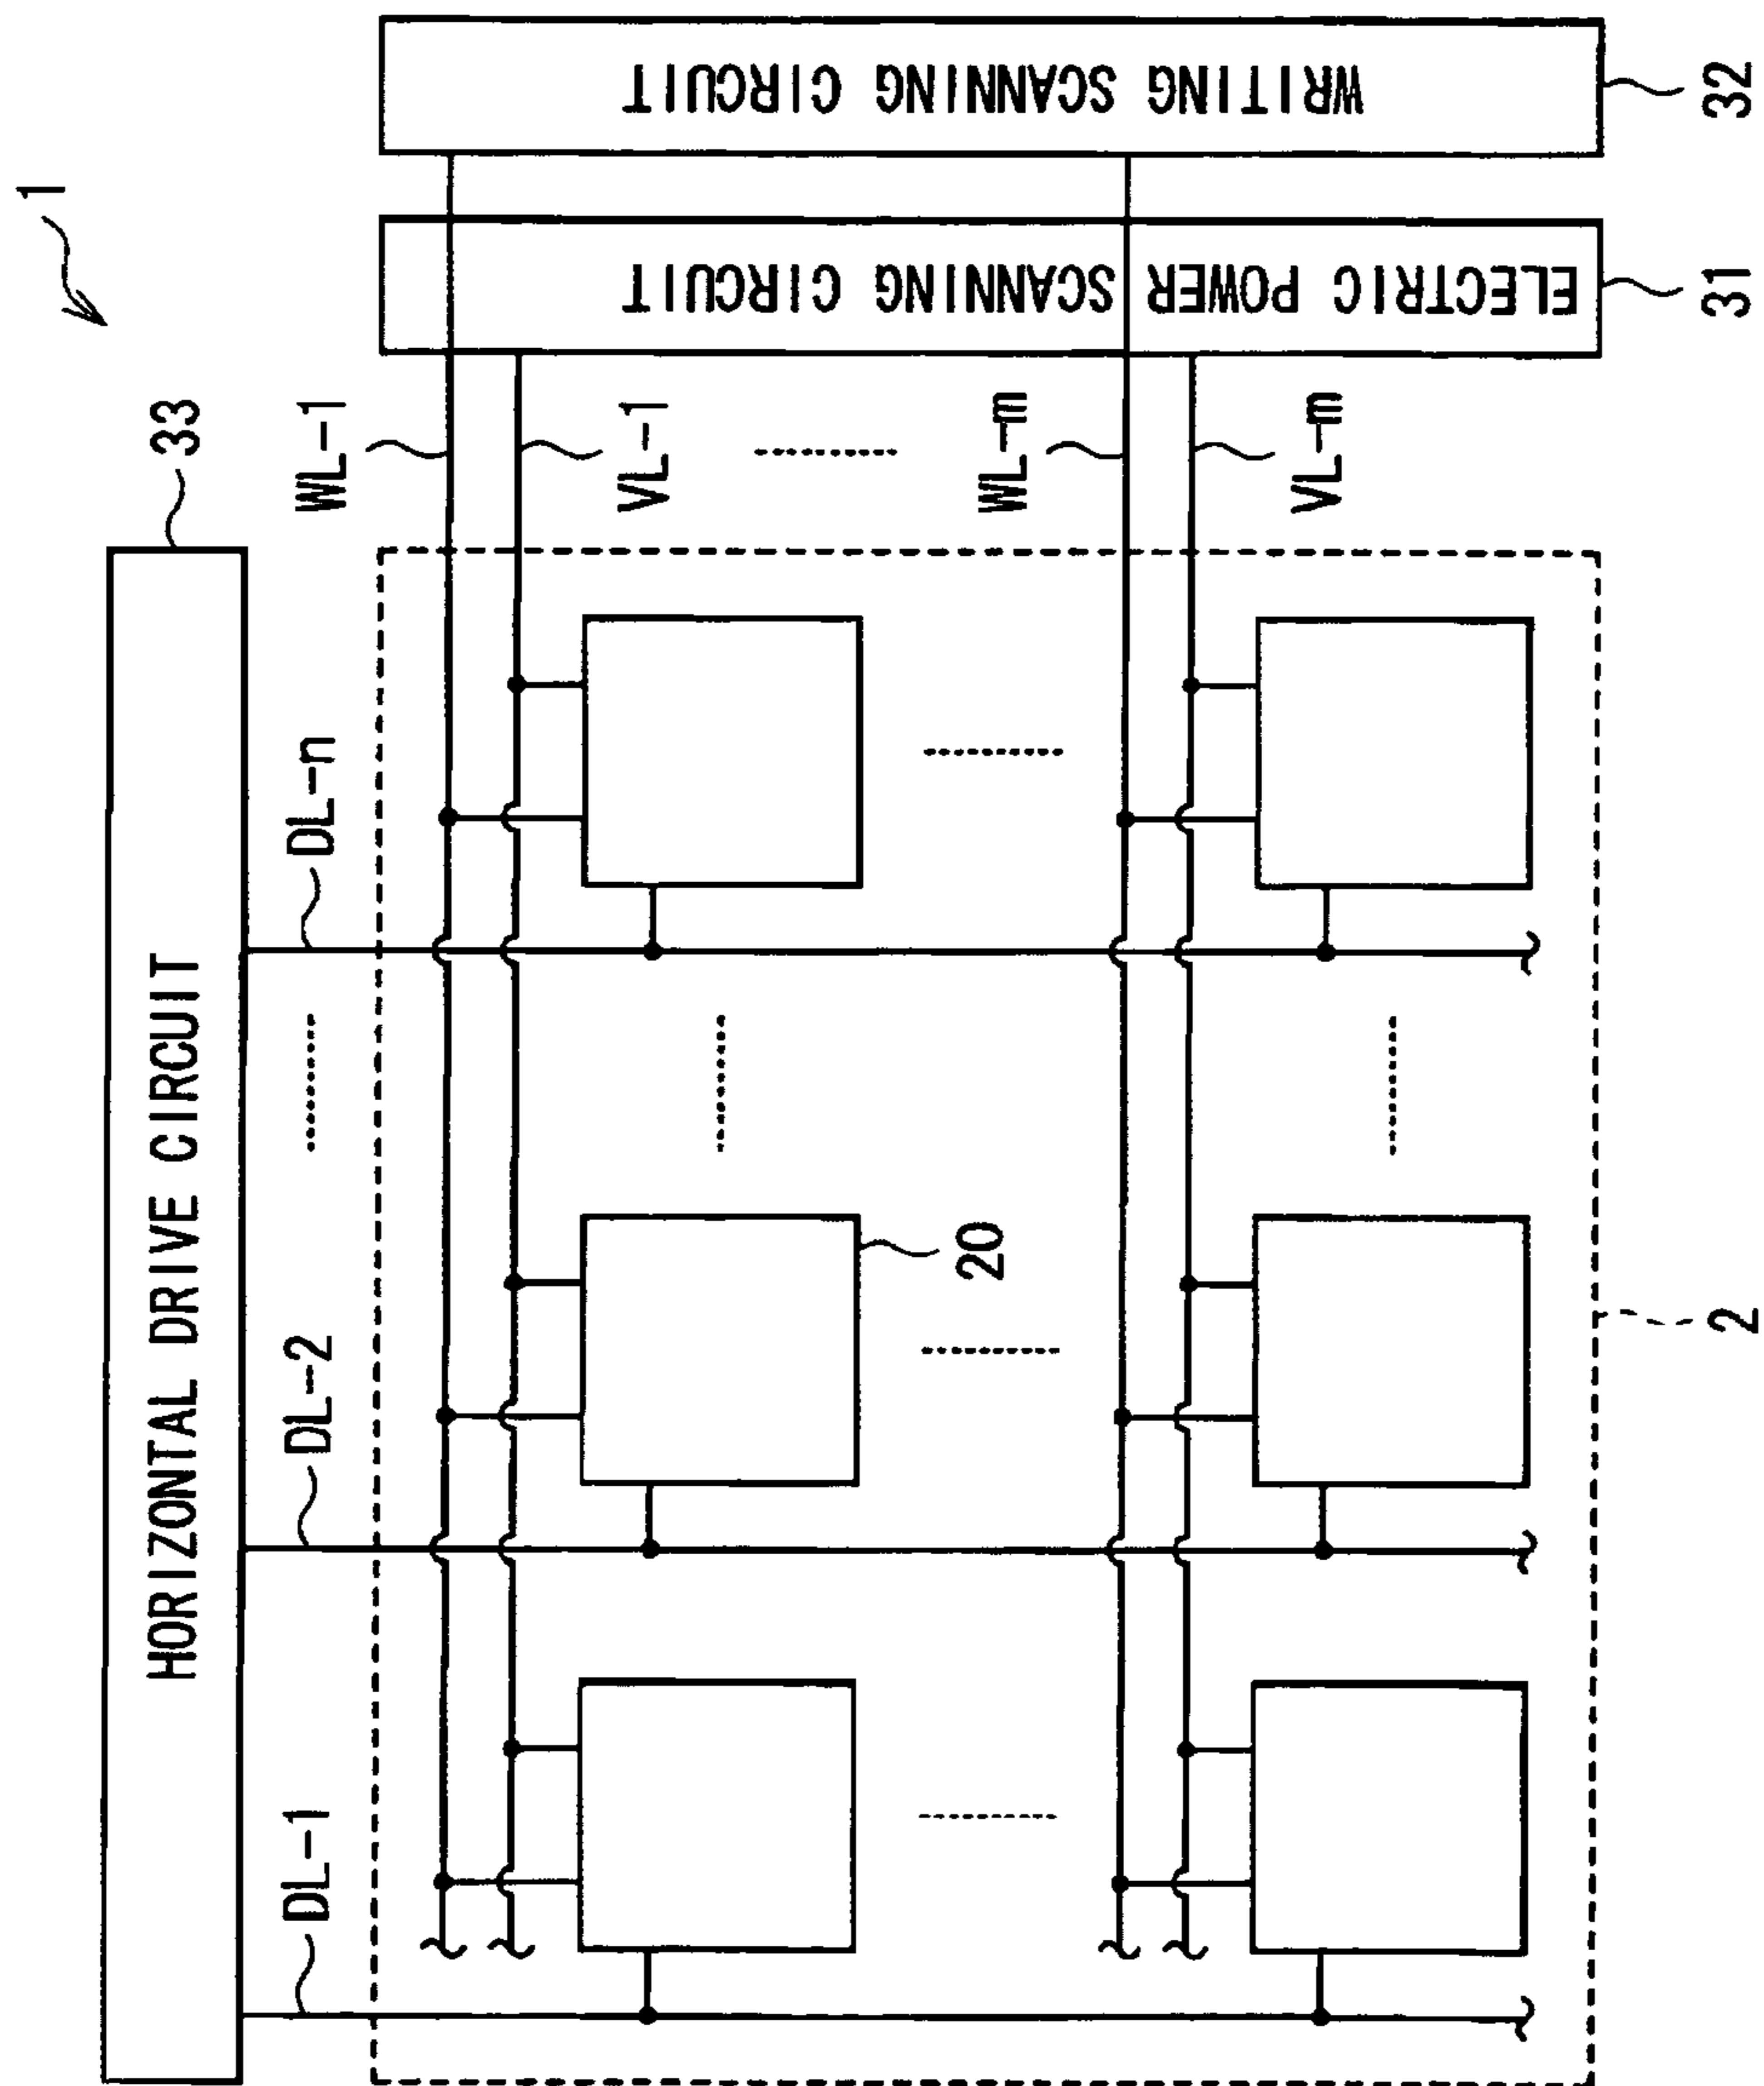 1
33
HORIZONTAL DRIVE CIRCUIT
DL-1
DL-2
DL-n
WL-1
VL-1
WL-m
VL-m
20
2
ELECTRIC POWER SCANNING CIRCUIT
31
WRITING SCANNING CIRCUIT
32